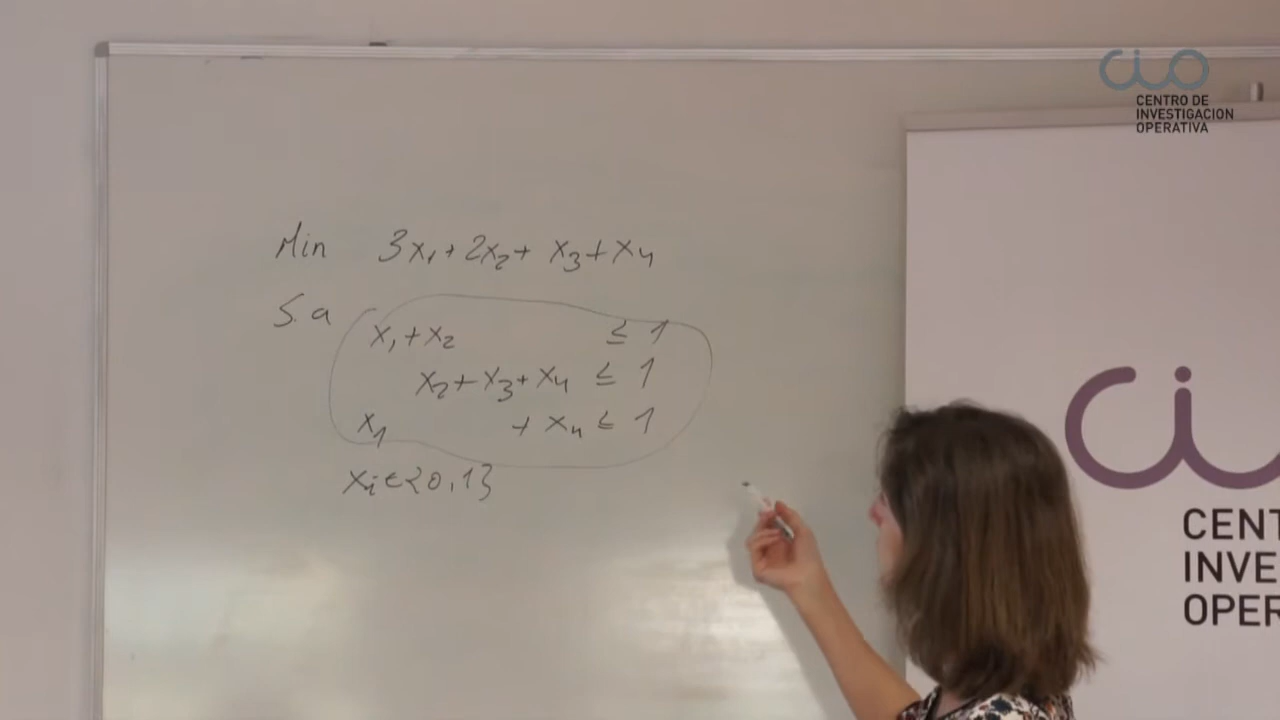 CENTRO DE
INVESTIGACION
OPERATIVA
Min 3x₁+2x₂+ x₃+x₄
S.a
x₁+x₂ ≤ 1
x₂+x₃+x₄ ≤ 1
x₁ + x₄ ≤ 1
xᵢ∈{0,1}
CENT
INVE
OPER